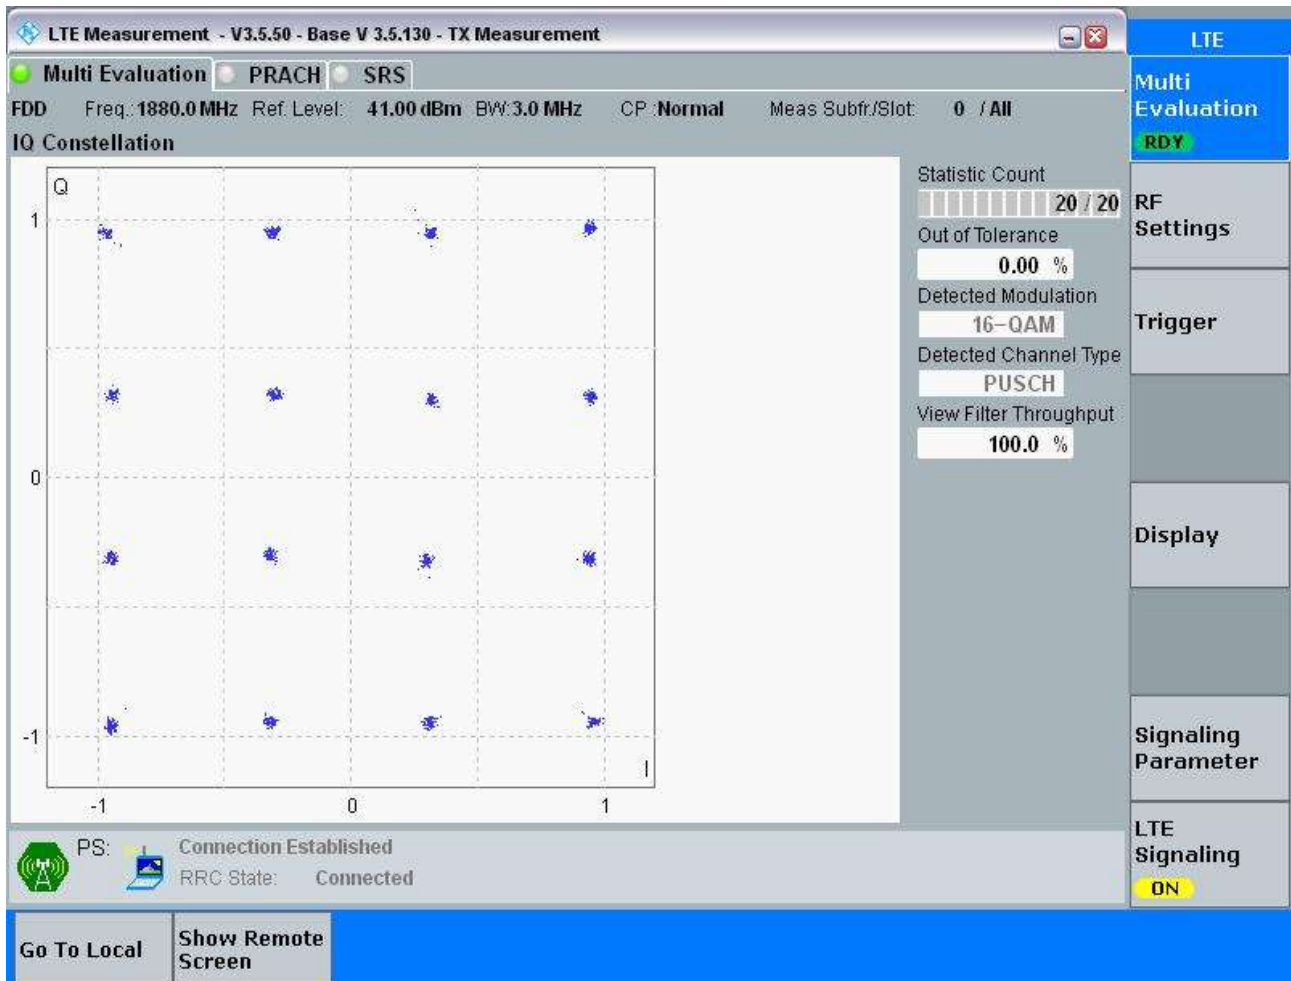 LTE Measurement - V3.5.50 - Base V 3.5.130 - TX Measurement
LTE
Multi Evaluation PRACH SRS
FDD Freq.: 1880.0 MHz Ref. Level: 41.00 dBm BW: 3.0 MHz CP : Normal Meas Subfr./Slot: 0 / All
IQ Constellation
Q
1
0
-1
I
-1 0 1
Statistic Count
20 / 20
Out of Tolerance
0.00 %
Detected Modulation
16-QAM
Detected Channel Type
PUSCH
View Filter Throughput
100.0 %
Multi
Evaluation
RDY
RF
Settings
Trigger
Display
Signaling
Parameter
LTE
Signaling
ON
PS: Connection Established
RRC State: Connected
Go To Local
Show Remote
Screen